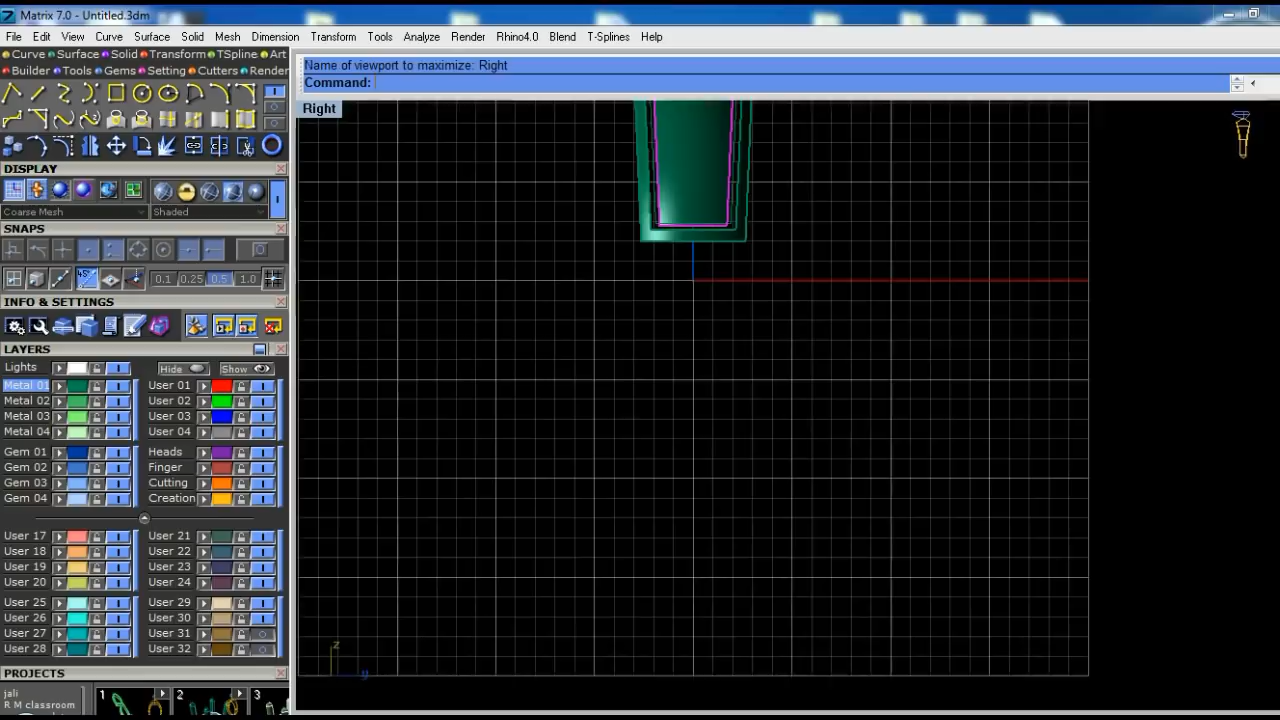 Matrix 7.0 - Untitled.3dm
File Edit View Curve Surface Solid Mesh Dimension Transform Tools Analyze Render Rhino4.0 Blend T-Splines Help
Curve Surface Solid Transform TSpline Art
Builder Tools Gems Setting Cutters Render
Name of viewport to maximize: Right
Command:
Right
DISPLAY
Coarse Mesh Shaded
SNAPS
45° 0.1 0.25 0.5 1.0
INFO & SETTINGS
LAYERS
Lights Hide Show
Metal 01 User 01
Metal 02 User 02
Metal 03 User 03
Metal 04 User 04
Gem 01 Heads
Gem 02 Finger
Gem 03 Cutting
Gem 04 Creation
User 17 User 21
User 18 User 22
User 19 User 23
User 20 User 24
User 25 User 29
User 26 User 30
User 27 User 31
User 28 User 32
z
y
PROJECTS
jali
R M classroom
1 2 3